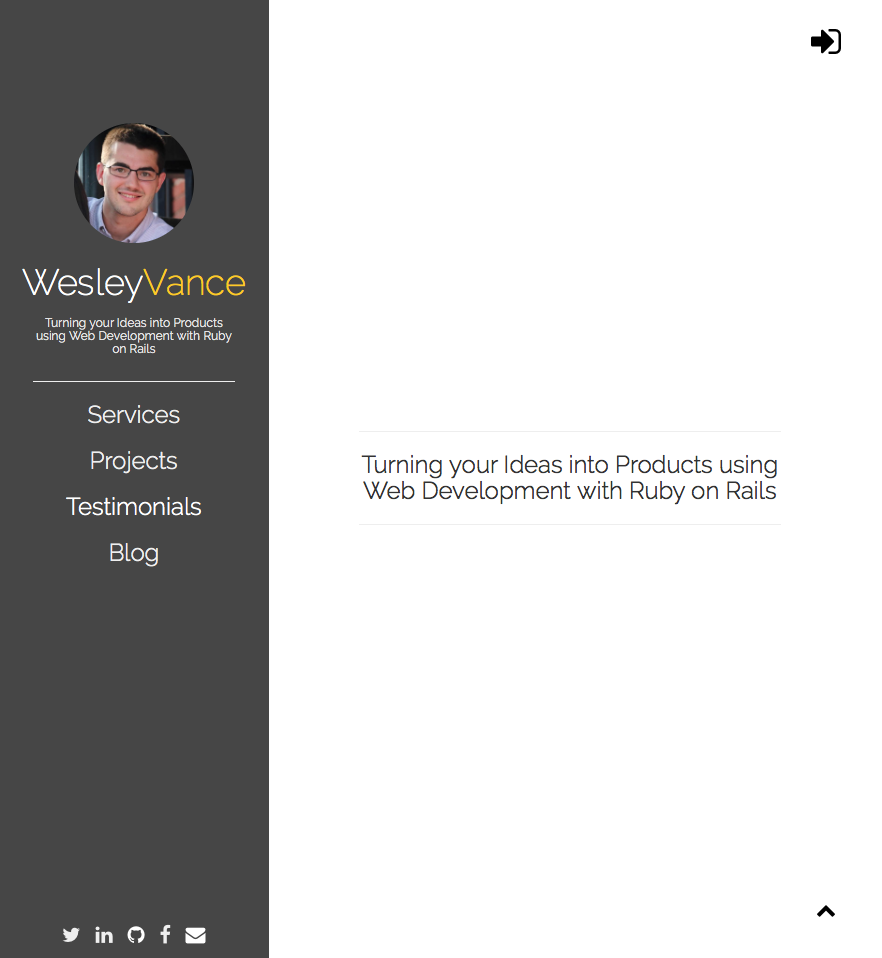 WesleyVance
Turning your Ideas into Products
using Web Development with Ruby
on Rails
Services
Projects
Testimonials
Blog
Turning your Ideas into Products using
Web Development with Ruby on Rails